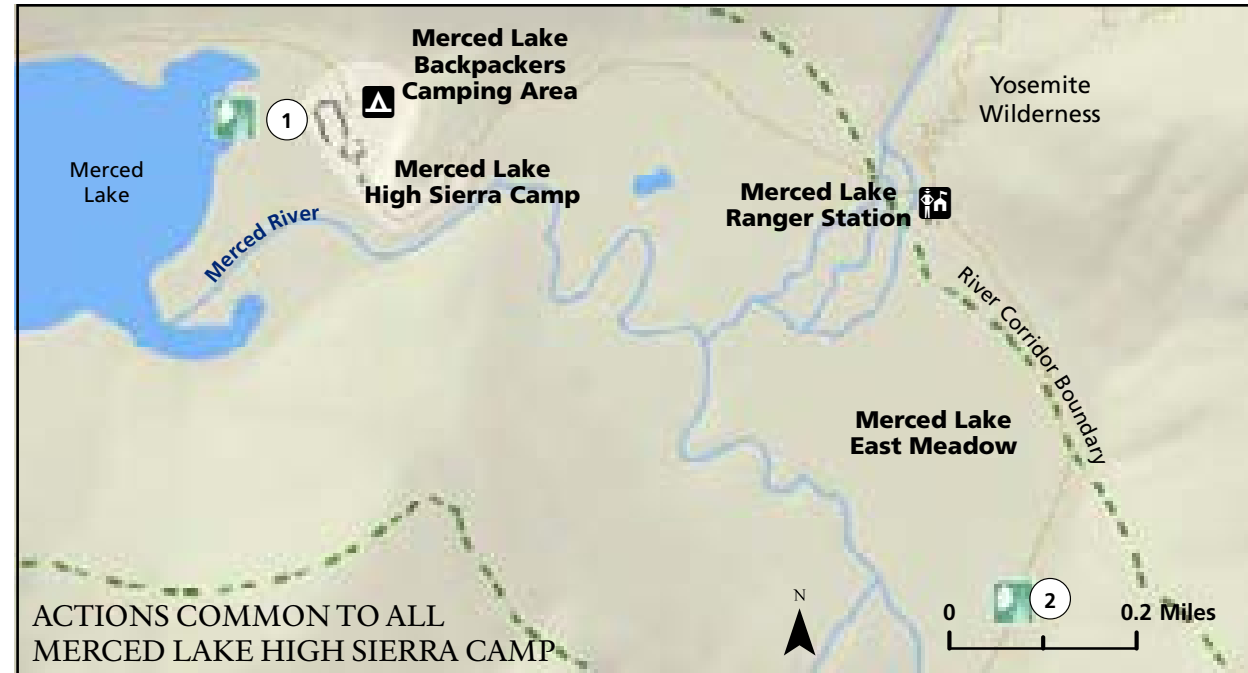 Merced Lake
Backpackers
Camping Area
1
Yosemite
Wilderness
Merced
Lake
Merced Lake
High Sierra Camp
Merced Lake
Ranger Station
Merced River
River Corridor Boundary
Merced Lake
East Meadow
N
2
0
0.2 Miles
ACTIONS COMMON TO ALL
MERCED LAKE HIGH SIERRA CAMP